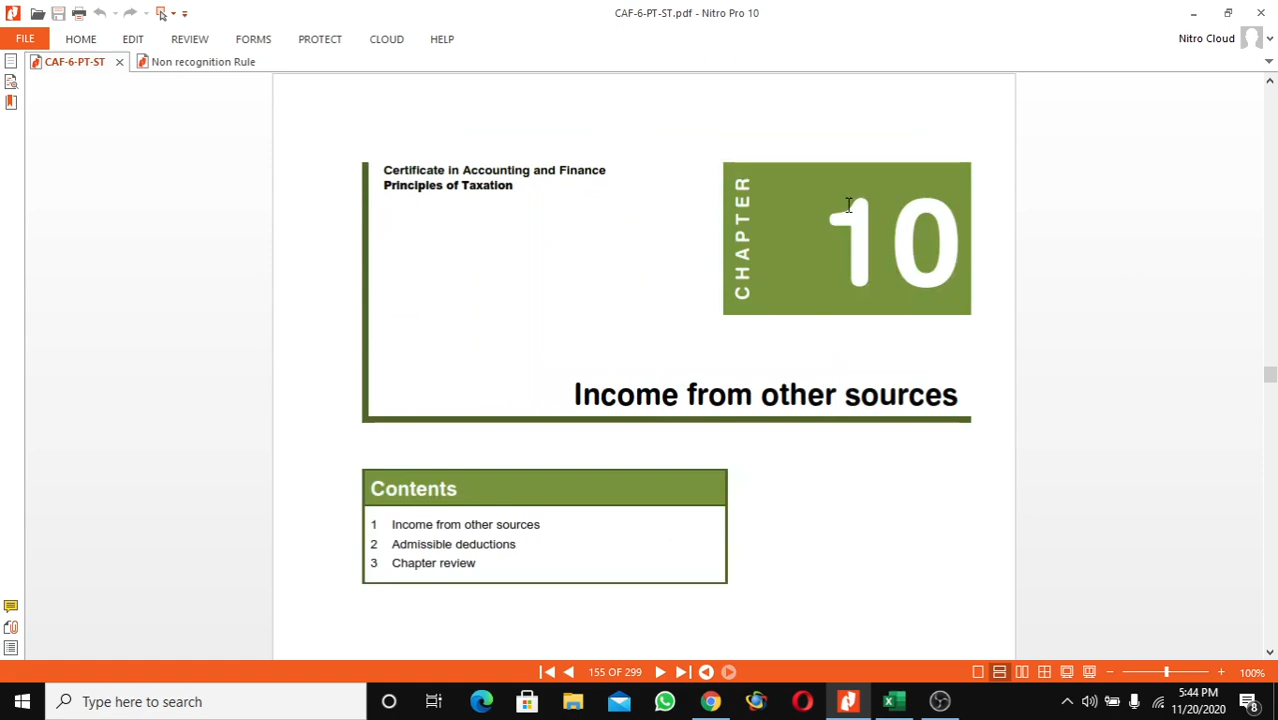 CAF-6-PT-ST.pdf - Nitro Pro 10
FILE HOME EDIT REVIEW FORMS PROTECT CLOUD HELP Nitro Cloud
CAF-6-PT-ST Non recognition Rule
Certificate in Accounting and Finance
Principles of Taxation
CHAPTER
10
Income from other sources
Contents
1 Income from other sources
2 Admissible deductions
3 Chapter review
155 OF 299 100%
Type here to search
5:44 PM
11/20/2020
8